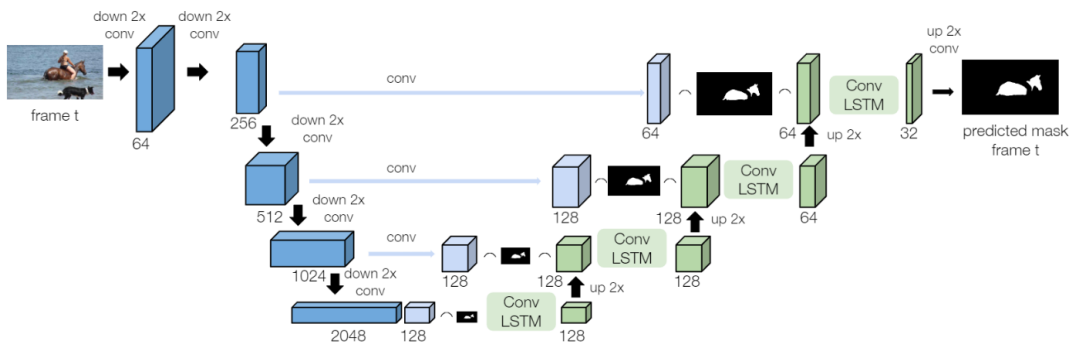 down 2x
conv
down 2x
conv
frame t
64
256
conv
64
64
Conv
LSTM
32
up 2x
conv
predicted mask
frame t
down 2x
conv
up 2x
512
conv
128
128
Conv
LSTM
64
down 2x
conv
up 2x
1024
conv
128
128
Conv
LSTM
128
down 2x
conv
up 2x
2048
128
Conv
LSTM
128